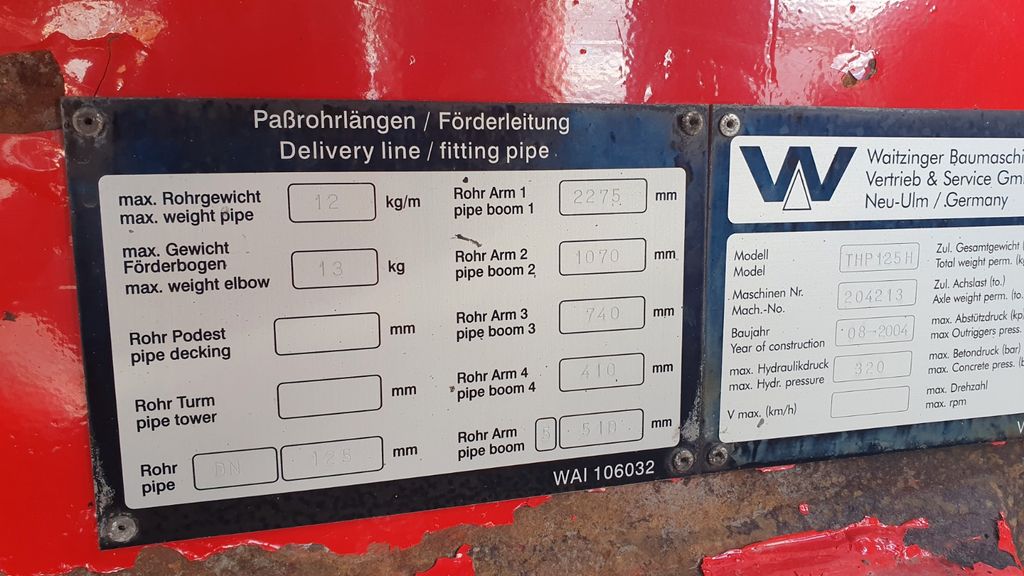 Paßrohrlängen / Förderleitung
Delivery line / fitting pipe
max. Rohrgewicht
max. weight pipe
12 kg/m
max. Gewicht
Förderbogen
max. weight elbow
13 kg
Rohr Podest
pipe decking
mm
Rohr Turm
pipe tower
mm
Rohr
pipe
DN 125 mm
Rohr Arm 1
pipe boom 1
2275 mm
Rohr Arm 2
pipe boom 2
1070 mm
Rohr Arm 3
pipe boom 3
740 mm
Rohr Arm 4
pipe boom 4
410 mm
Rohr Arm
pipe boom
5 510 mm
WAI 106032
W
Waitzinger Baumaschi
Vertrieb & Service Gm
Neu-Ulm / Germany
Modell
Model
THP125H
Maschinen Nr.
Mach.-No.
204213
Baujahr
Year of construction
08-2004
max. Hydraulikdruck
max. Hydr. pressure
320
V max. (km/h)
Zul. Gesamtgewicht
Total weight perm.
Zul. Achslast (to.)
Axle weight perm. (to.
max. Abstützdruck (kp
max Outriggers press.
max. Betondruck (bar)
max. Concrete press.
max. Drehzahl
max. rpm